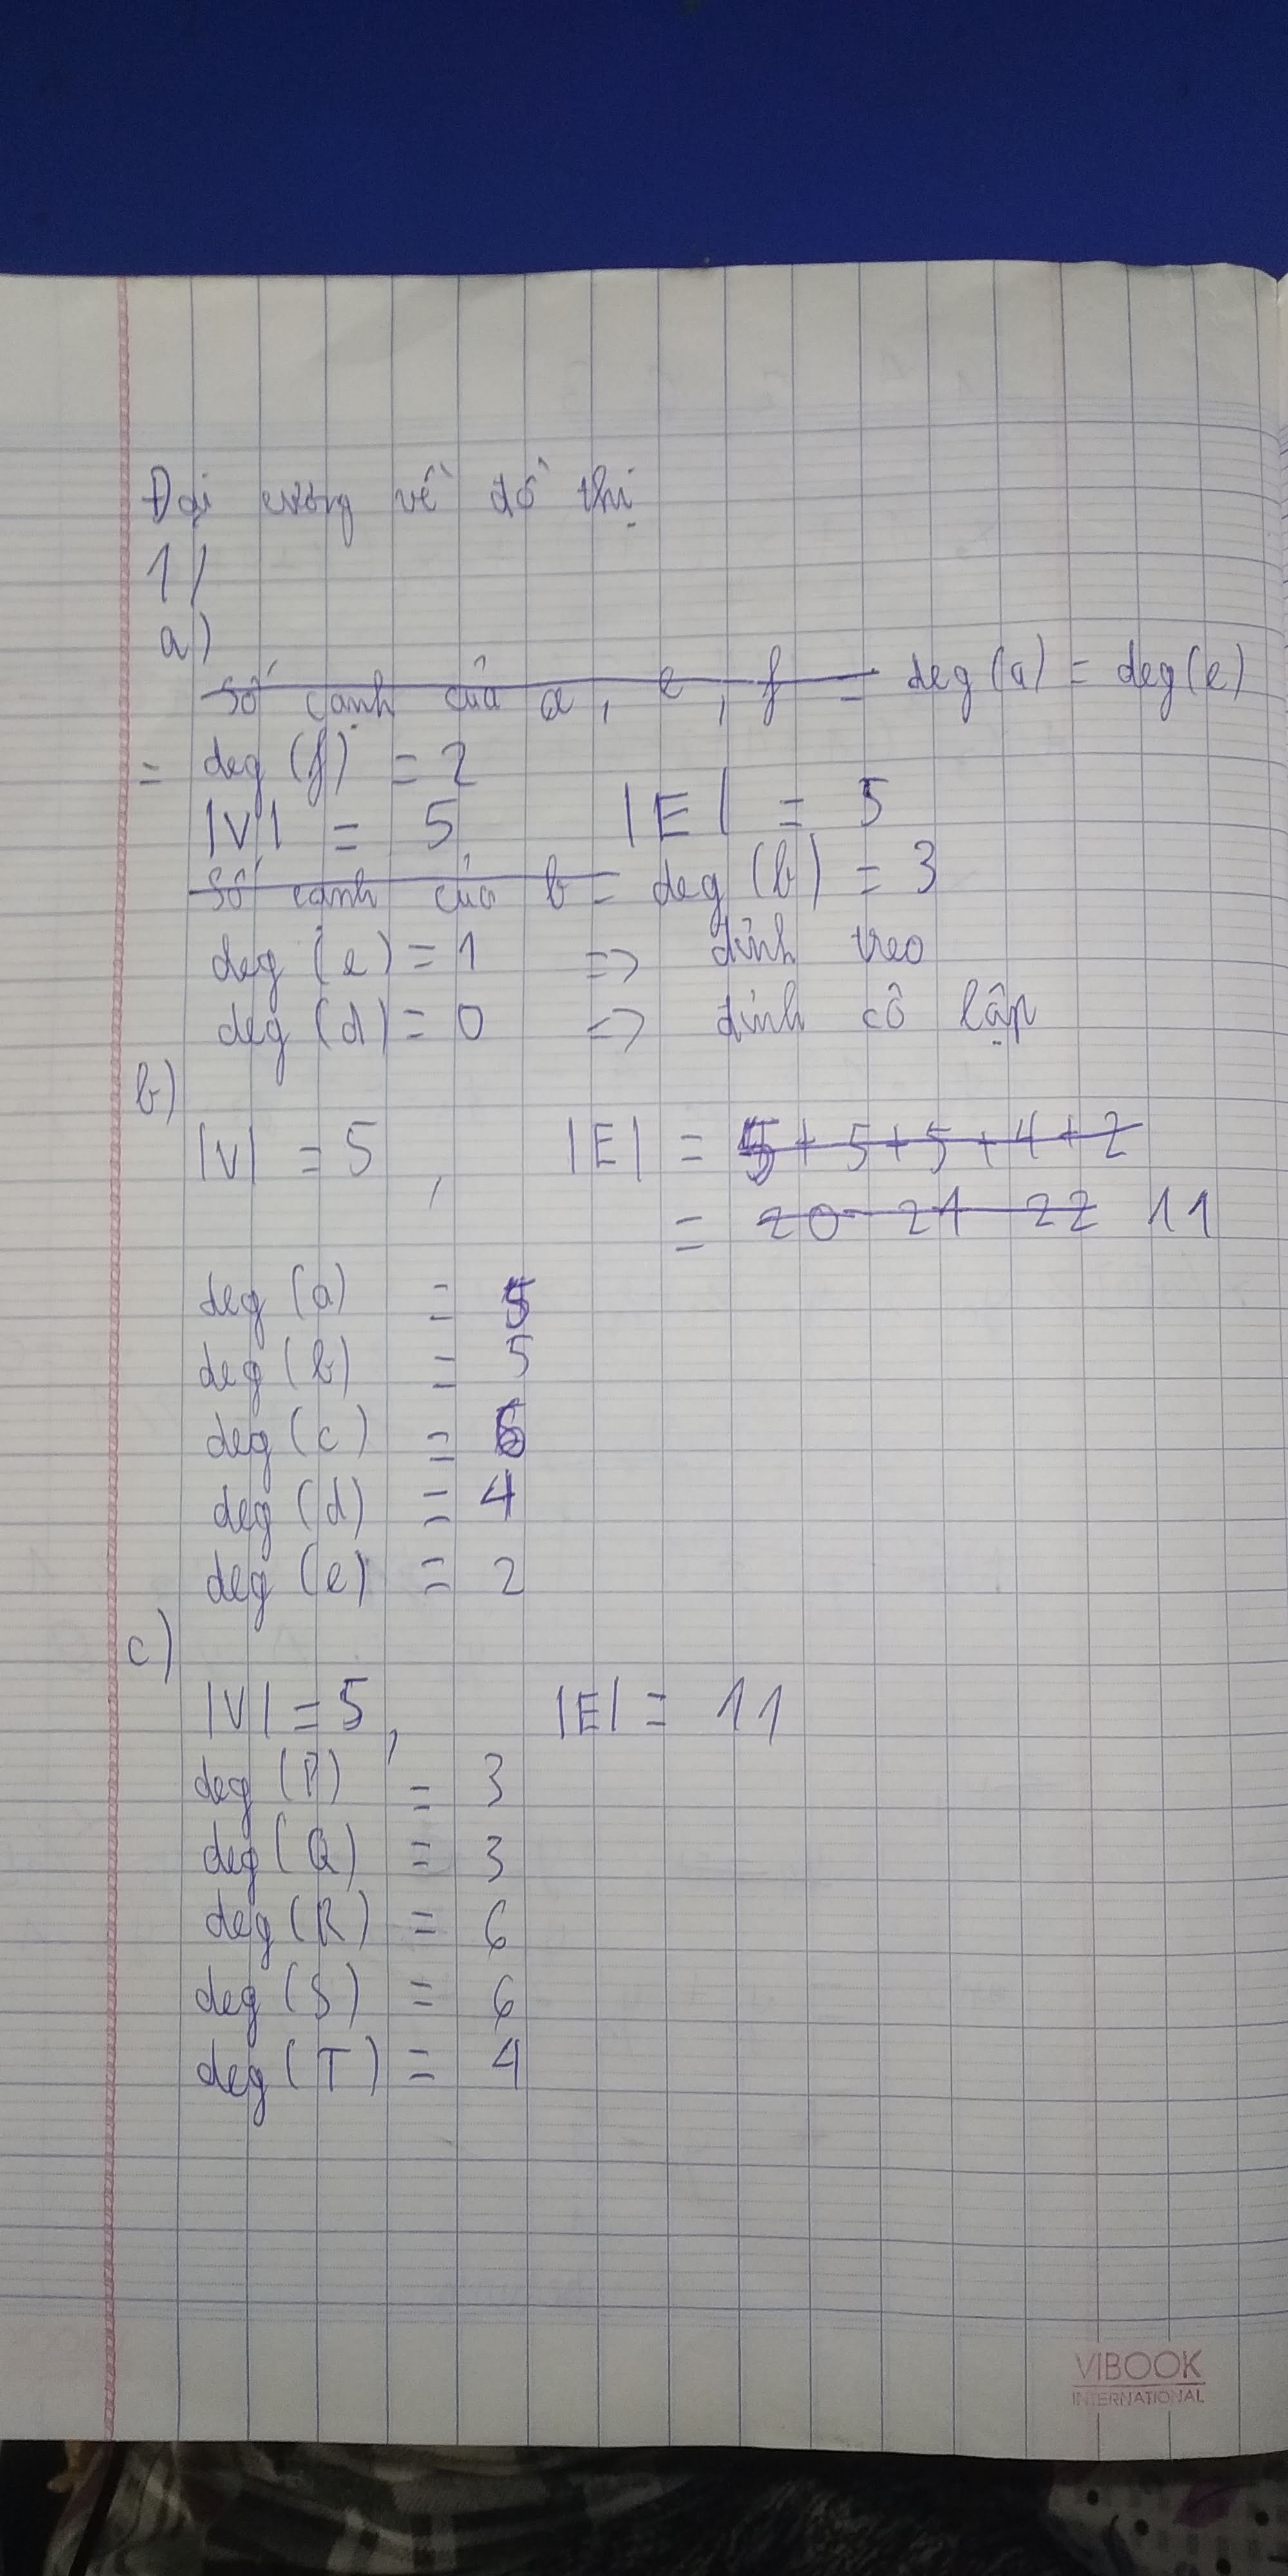 Đại cương về đồ thị
1/
a)
Số cạnh của a, e, f = deg(a) = deg(e)
= deg(f) = 2
|V| = 5 |E| = 5
Số cạnh của b = deg(b) = 3
deg(e) = 1 => đỉnh treo
deg(d) = 0 => đỉnh cô lập
b)
|V| = 5, |E| = 5 + 5 + 5 + 4 + 2
= 20 21 22 11
deg(a) =
deg(b) = 5
deg(c) =
deg(d) = 4
deg(e) = 2
c)
|V| = 5, |E| = 11
deg(P) = 3
deg(Q) = 3
deg(R) = 6
deg(S) = 6
deg(T) = 4
VIBOOK
INTERNATIONAL